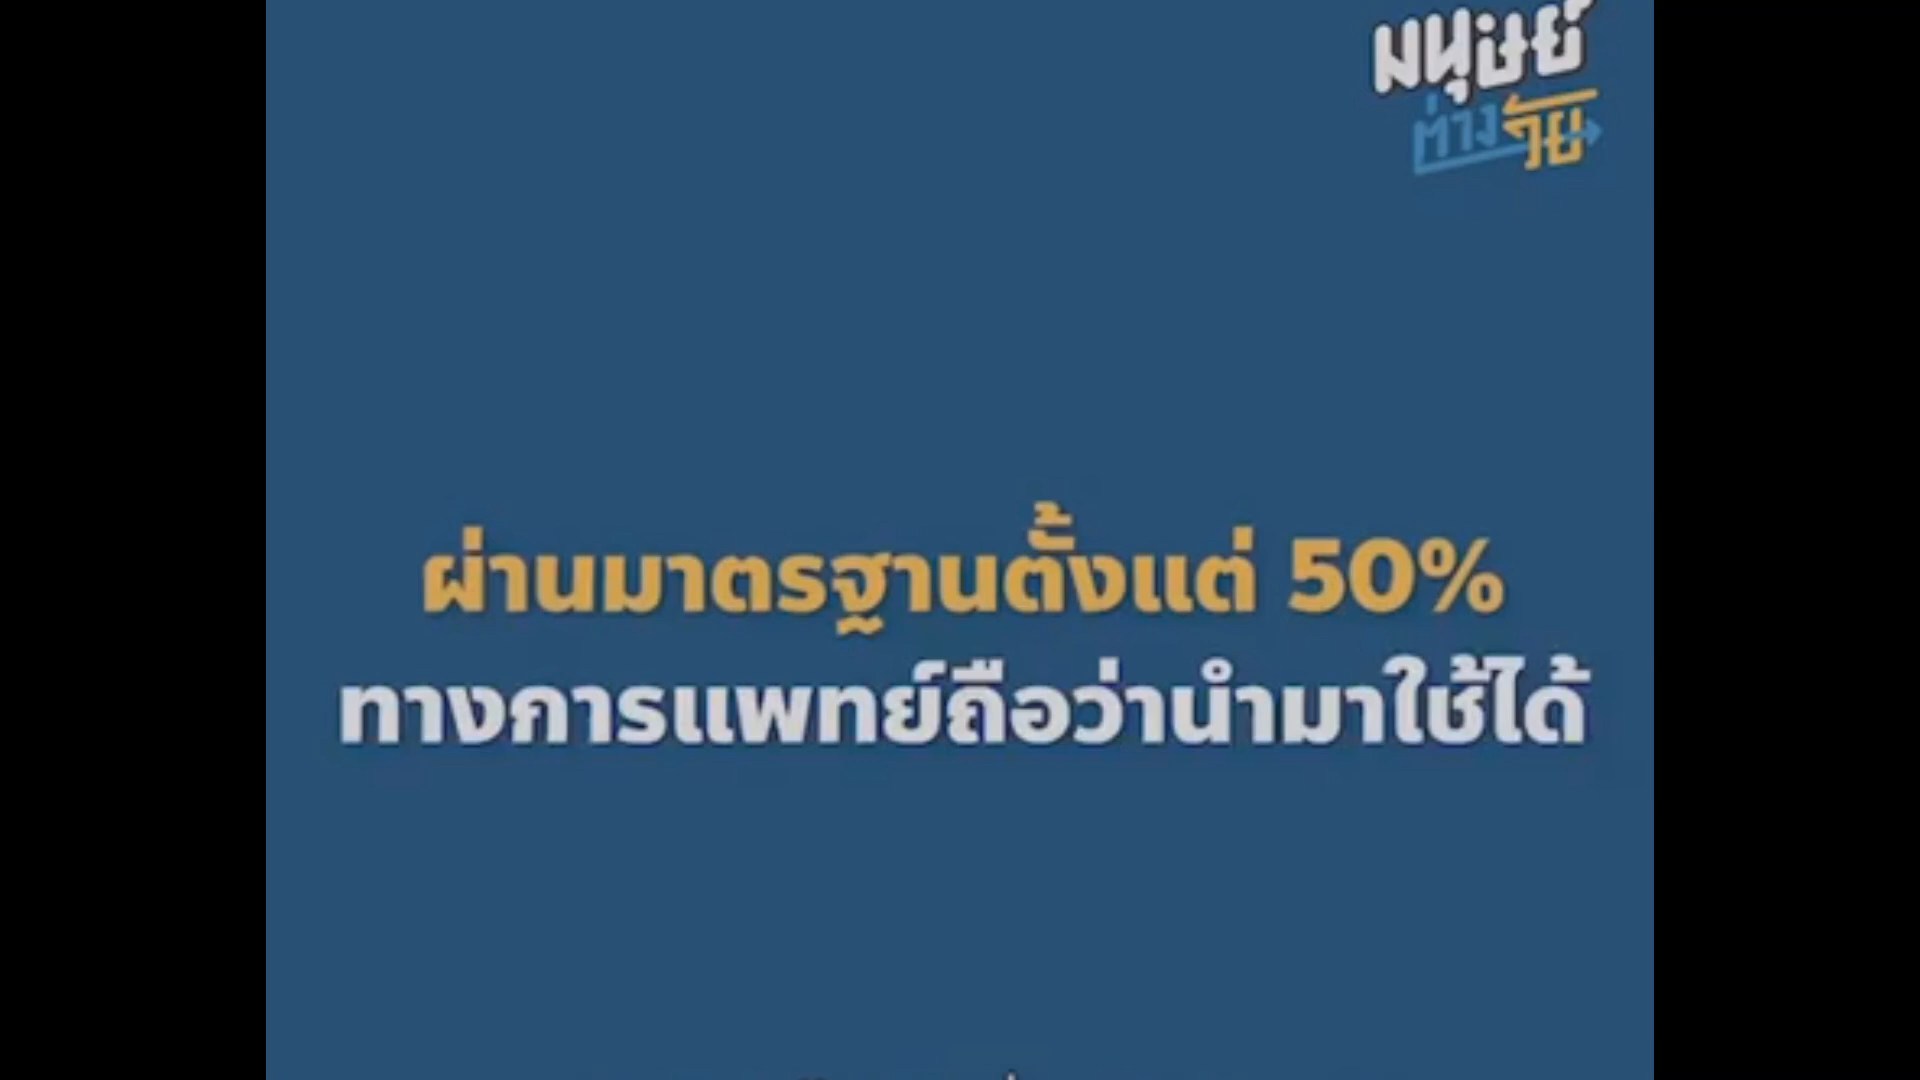 มนุษย์
ต่างวัย
ผ่านมาตรฐานตั้งแต่ 50%
ทางการแพทย์ถือว่านำมาใช้ได้